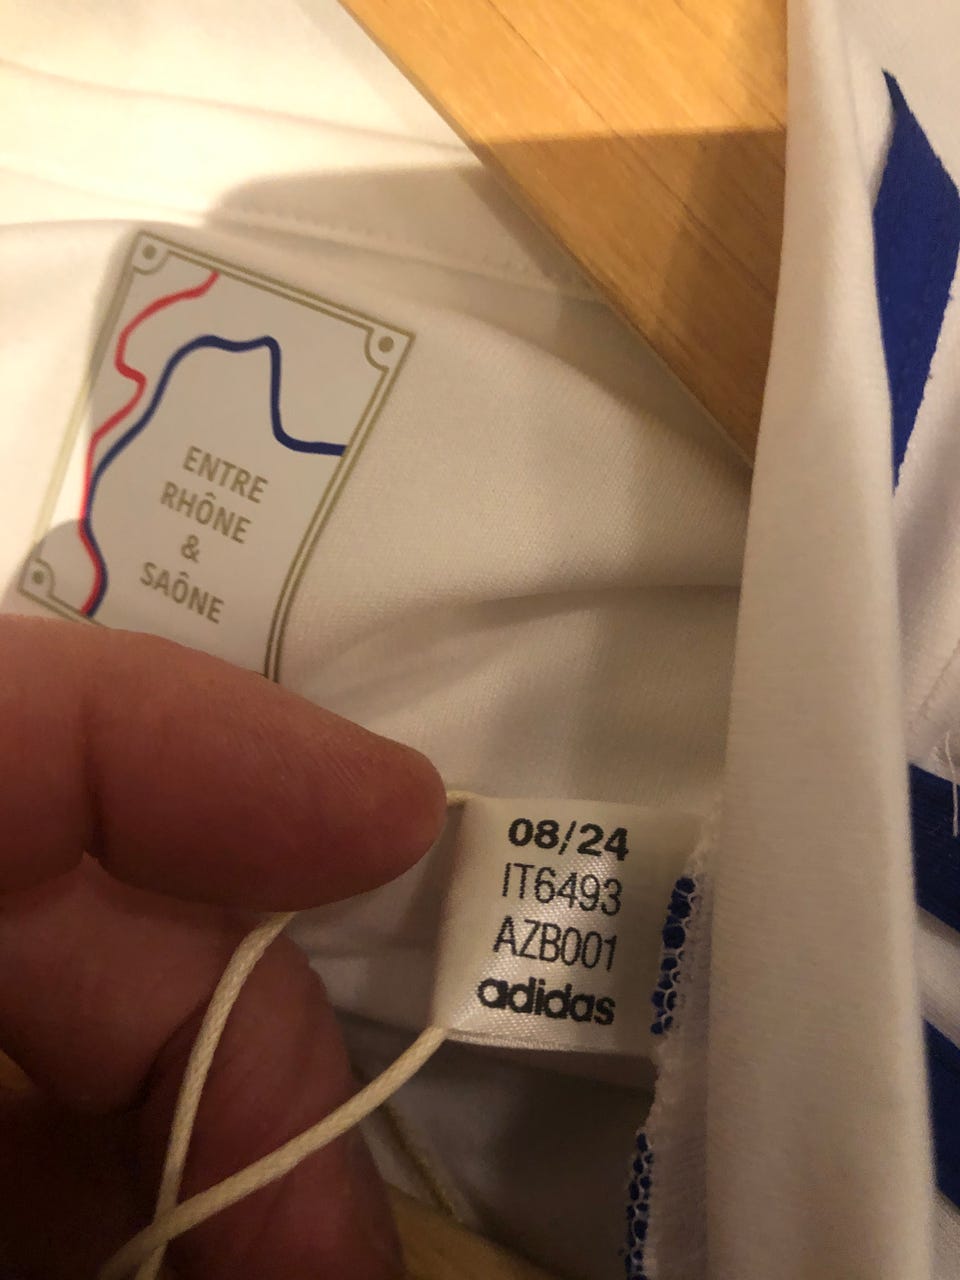 ENTRE
RHÔNE
&
SAÔNE
08/24
IT6493
AZB001
adidas